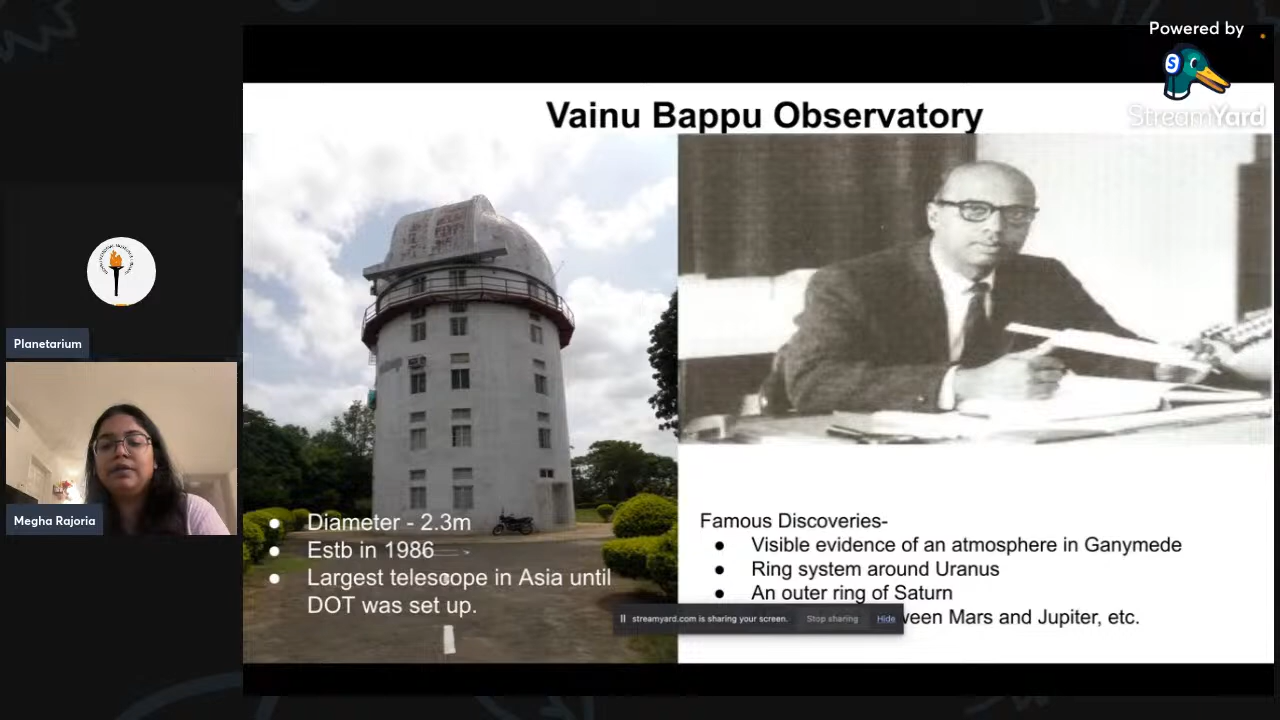 Powered by
StreamYard
Vainu Bappu Observatory
Planetarium
Megha Rajoria
Diameter - 2.3m
Estb in 1986
Largest telescope in Asia until
DOT was set up.
Famous Discoveries-
Visible evidence of an atmosphere in Ganymede
Ring system around Uranus
An outer ring of Saturn
Mars and Jupiter, etc.
streamyard.com is sharing your screen.
Stop sharing
Hide